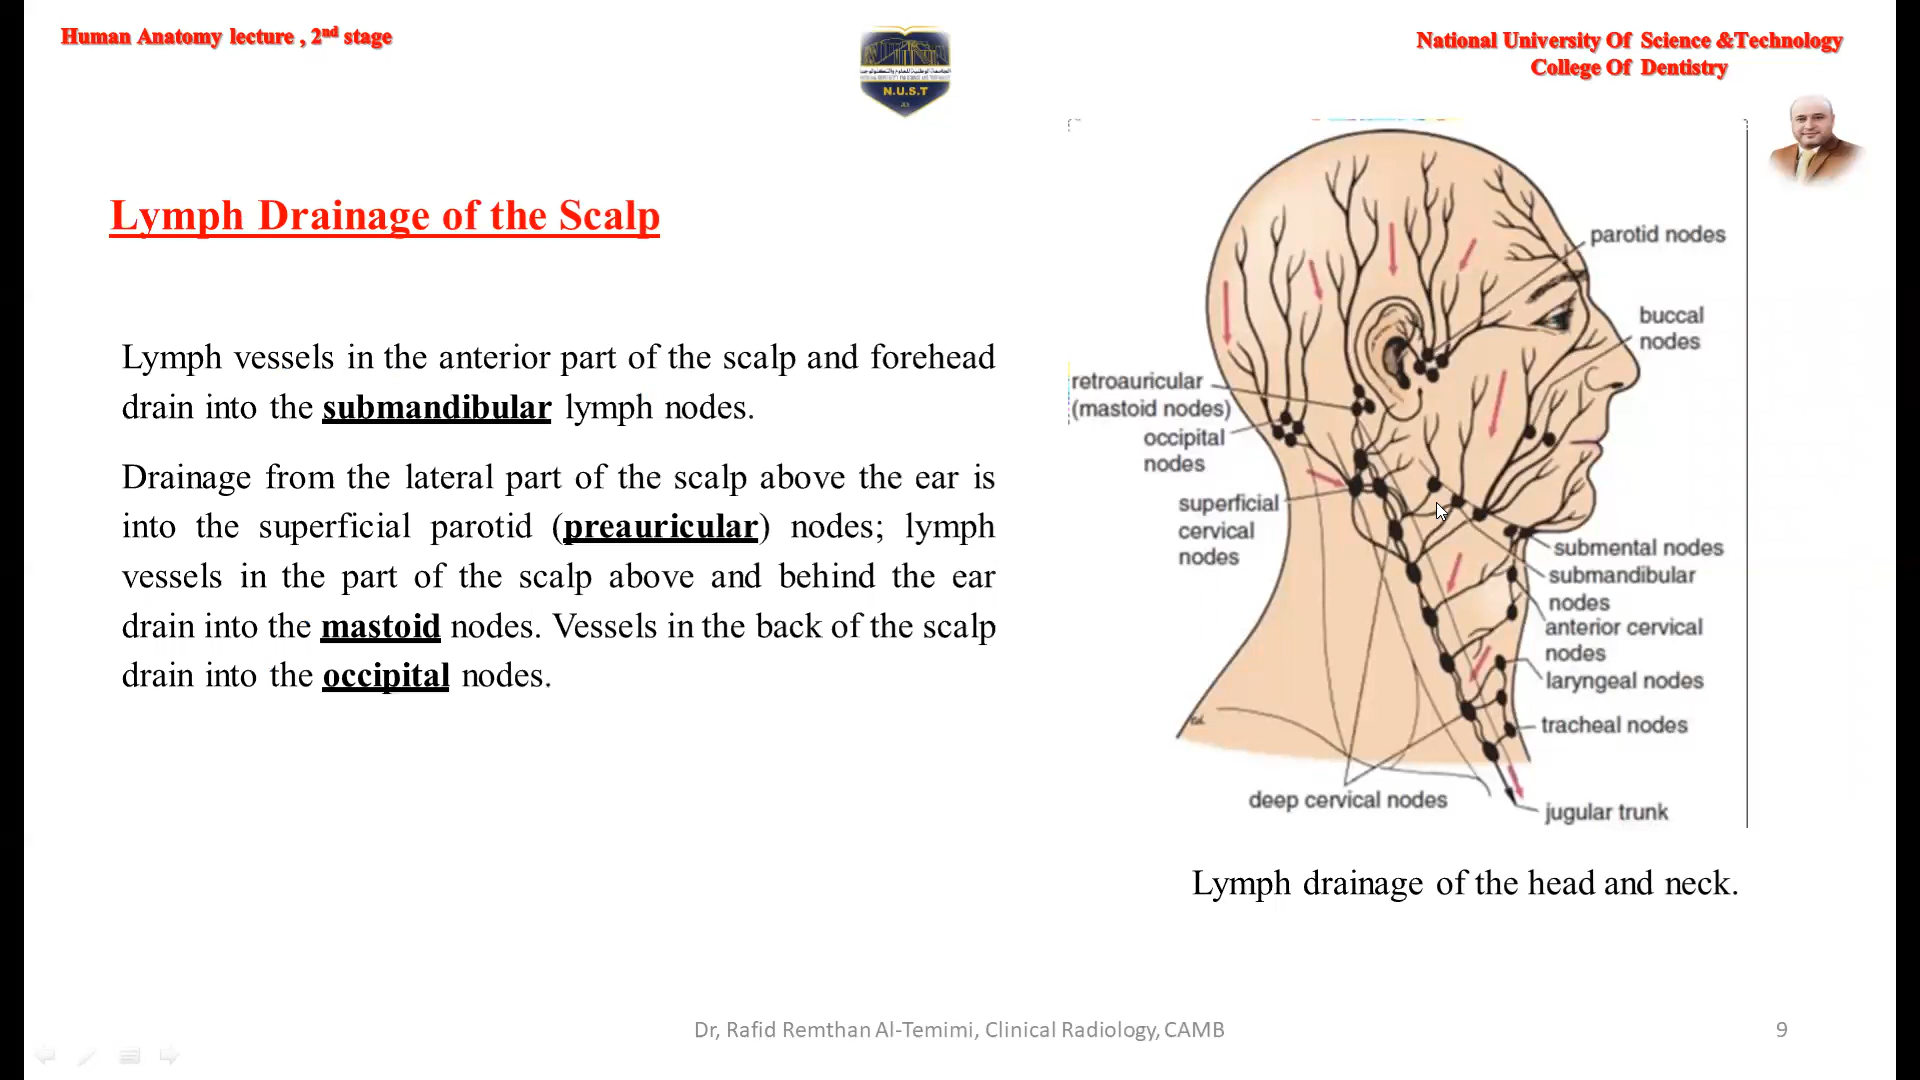 Human Anatomy lecture , 2nd stage
National University Of Science &Technology
College Of Dentistry
N.U.S.T
Lymph Drainage of the Scalp
Lymph vessels in the anterior part of the scalp and forehead
drain into the submandibular lymph nodes.
Drainage from the lateral part of the scalp above the ear is
into the superficial parotid (preauricular) nodes; lymph
vessels in the part of the scalp above and behind the ear
drain into the mastoid nodes. Vessels in the back of the scalp
drain into the occipital nodes.
parotid nodes
buccal
nodes
retroauricular
(mastoid nodes)
occipital
nodes
superficial
cervical
nodes
submental nodes
submandibular
nodes
anterior cervical
nodes
laryngeal nodes
tracheal nodes
deep cervical nodes
jugular trunk
Lymph drainage of the head and neck.
Dr, Rafid Remthan Al-Temimi, Clinical Radiology, CAMB
9